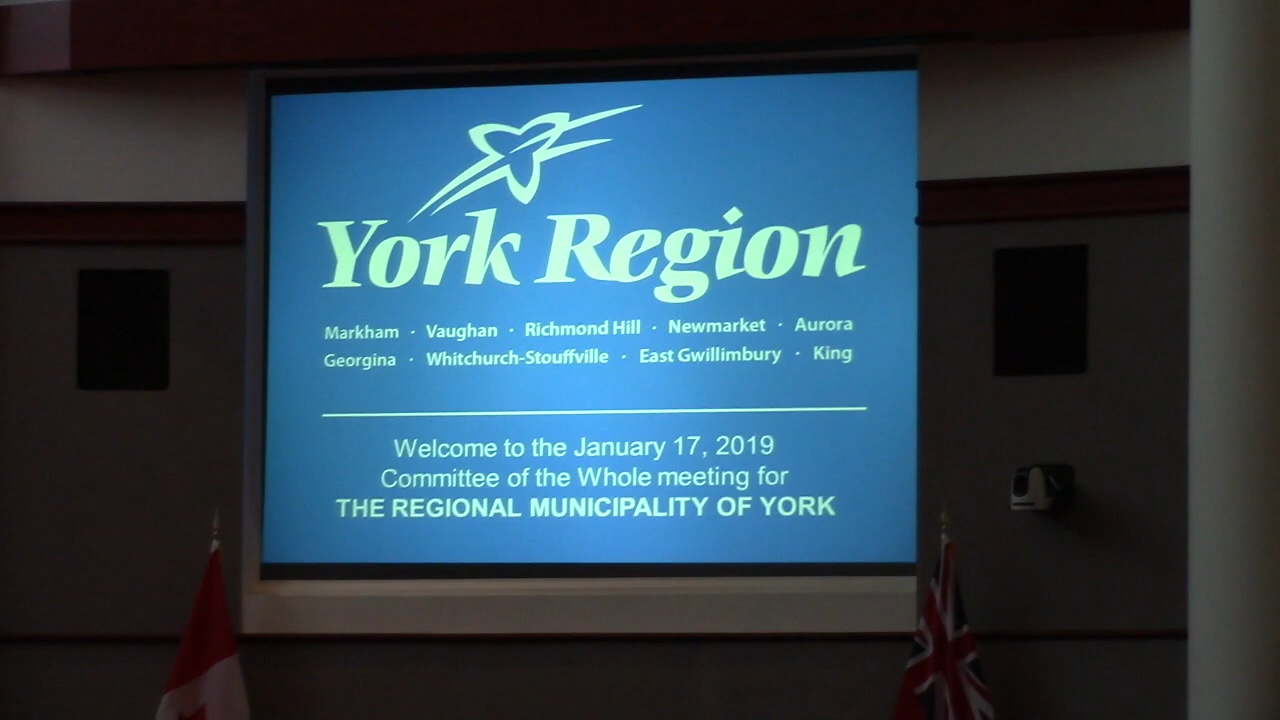 York Region
Markham · Vaughan · Richmond Hill · Newmarket · Aurora
Georgina · Whitchurch-Stouffville · East Gwillimbury · King
Welcome to the January 17, 2019
Committee of the Whole meeting for
THE REGIONAL MUNICIPALITY OF YORK